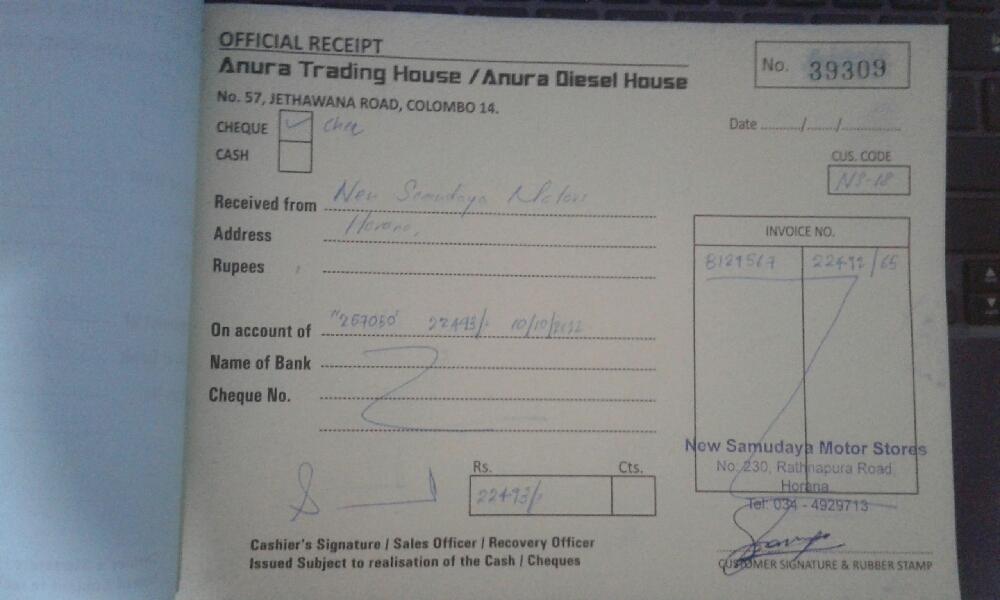 OFFICIAL RECEIPT
Anura Trading House / Anura Diesel House
No. 57, JETHAWANA ROAD, COLOMBO 14.
No. 39309
CHEQUE ✓ Cheq
CASH
Date ........../......../................
CUS. CODE
NS-18
Received from New Samudaya Motors
Address Horana,
Rupees
INVOICE NO.
8129567 22492/65
On account of "257050" 22493/- 10/10/2022
Name of Bank
Cheque No.
Rs. Cts.
22493/-
New Samudaya Motor Stores
No: 230, Rathnapura Road
Horana
Tel: 034 - 4929713
Cashier's Signature / Sales Officer / Recovery Officer
Issued Subject to realisation of the Cash / Cheques
CUSTOMER SIGNATURE & RUBBER STAMP